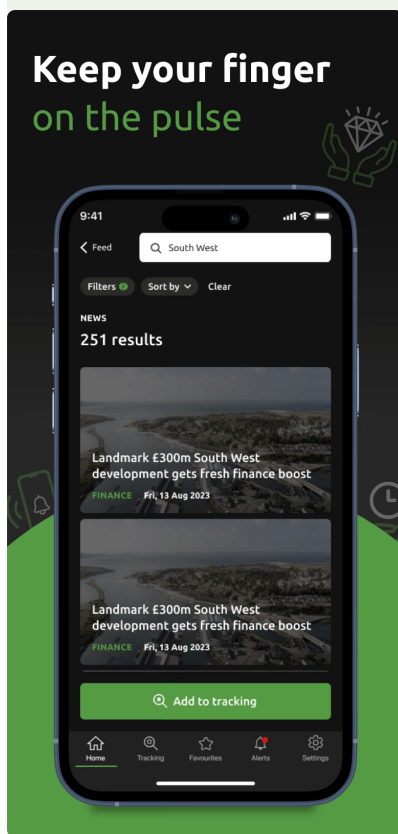 Keep your finger
on the pulse
9:41
Feed
South West
Filters
Sort by
Clear
NEWS
251 results
Landmark £300m South West
development gets fresh finance boost
FINANCE Fri, 13 Aug 2023
Landmark £300m South West
development gets fresh finance boost
FINANCE Fri, 13 Aug 2023
Add to tracking
Home
Tracking
Favourites
Alerts
Settings